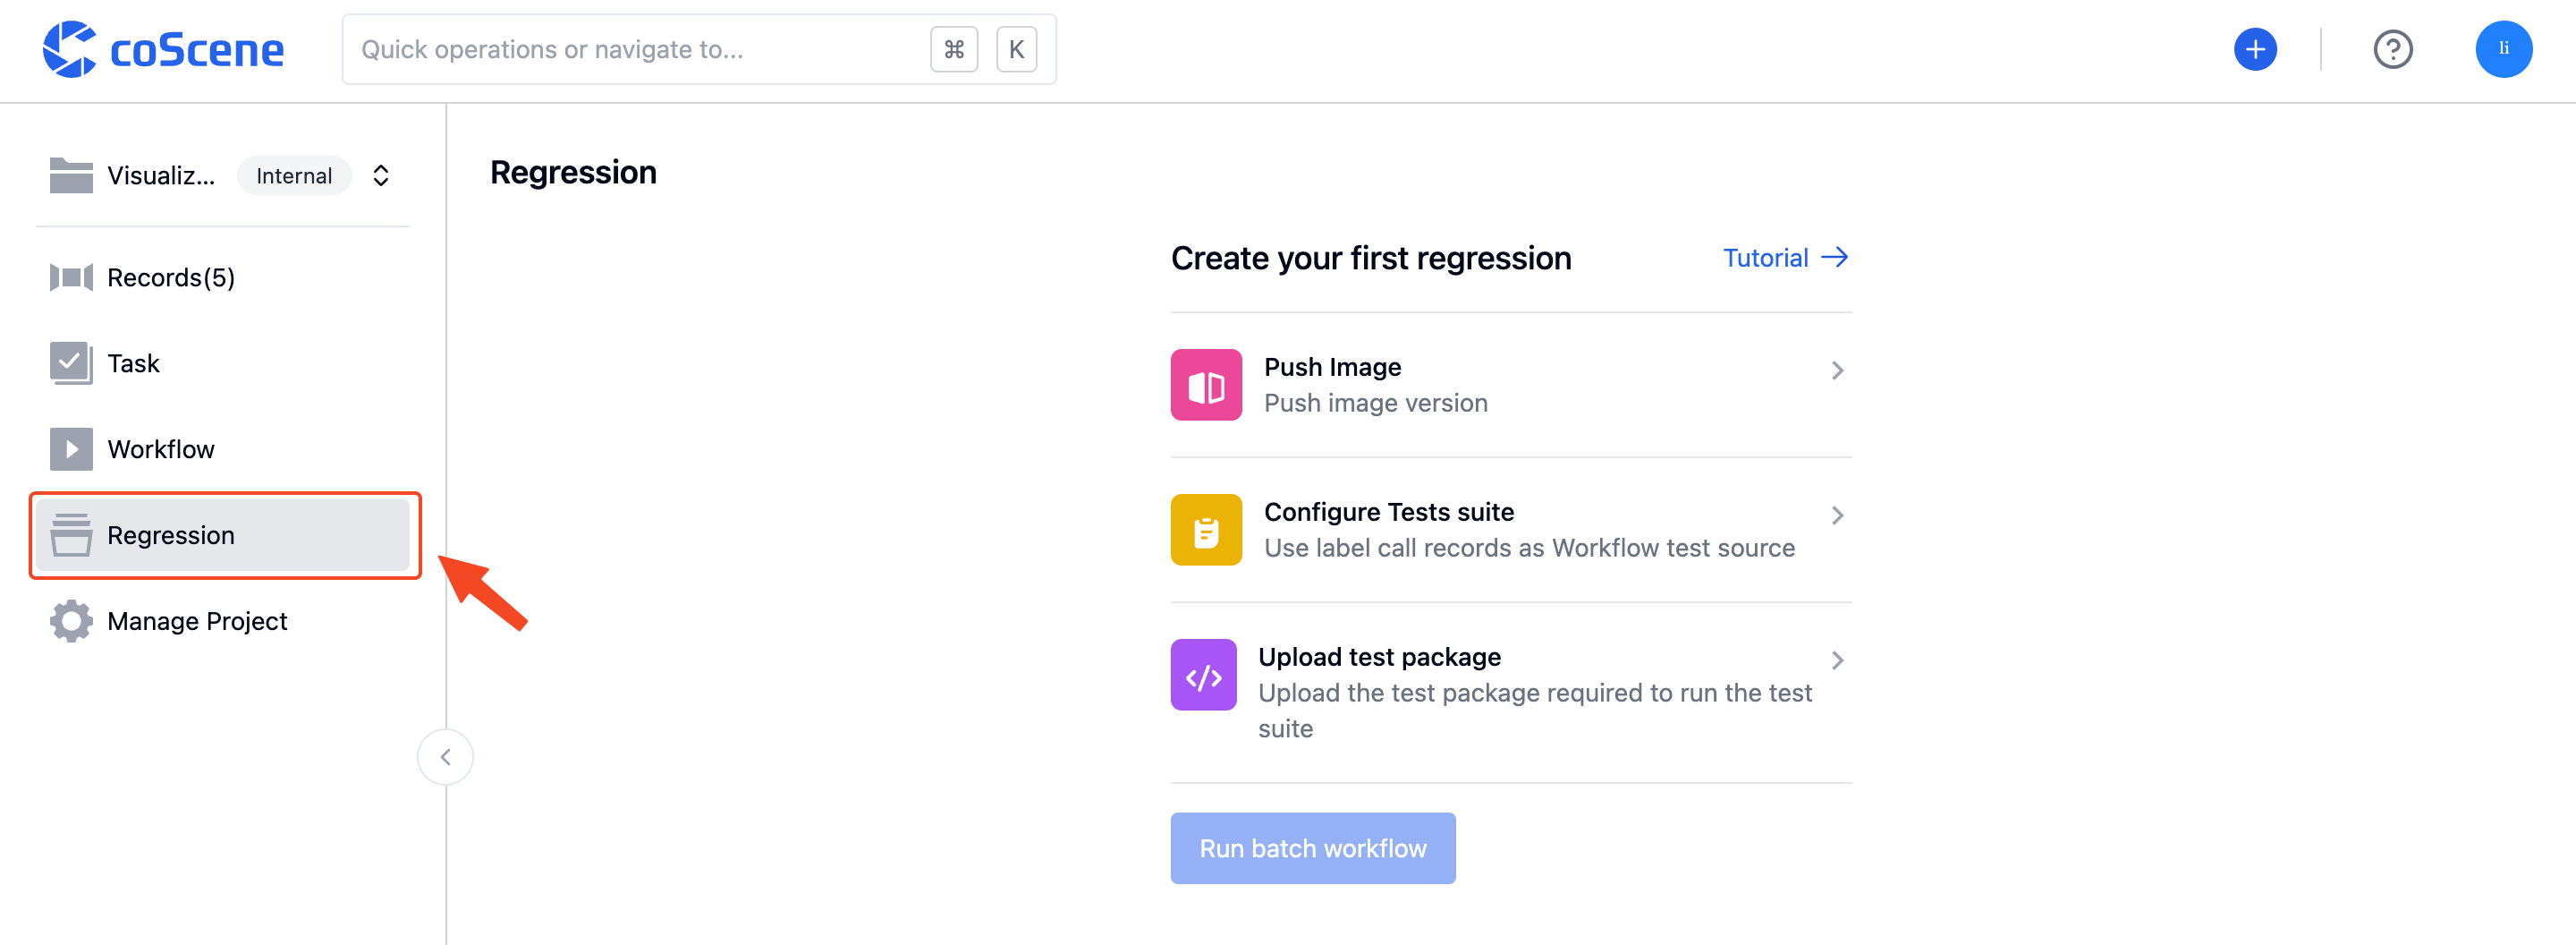 coScene
Quick operations or navigate to...
⌘ K
li
Visualiz...
Internal
Records(5)
Task
Workflow
Regression
Manage Project
Regression
Create your first regression
Tutorial →
Push Image
Push image version
Configure Tests suite
Use label call records as Workflow test source
Upload test package
Upload the test package required to run the test
suite
Run batch workflow